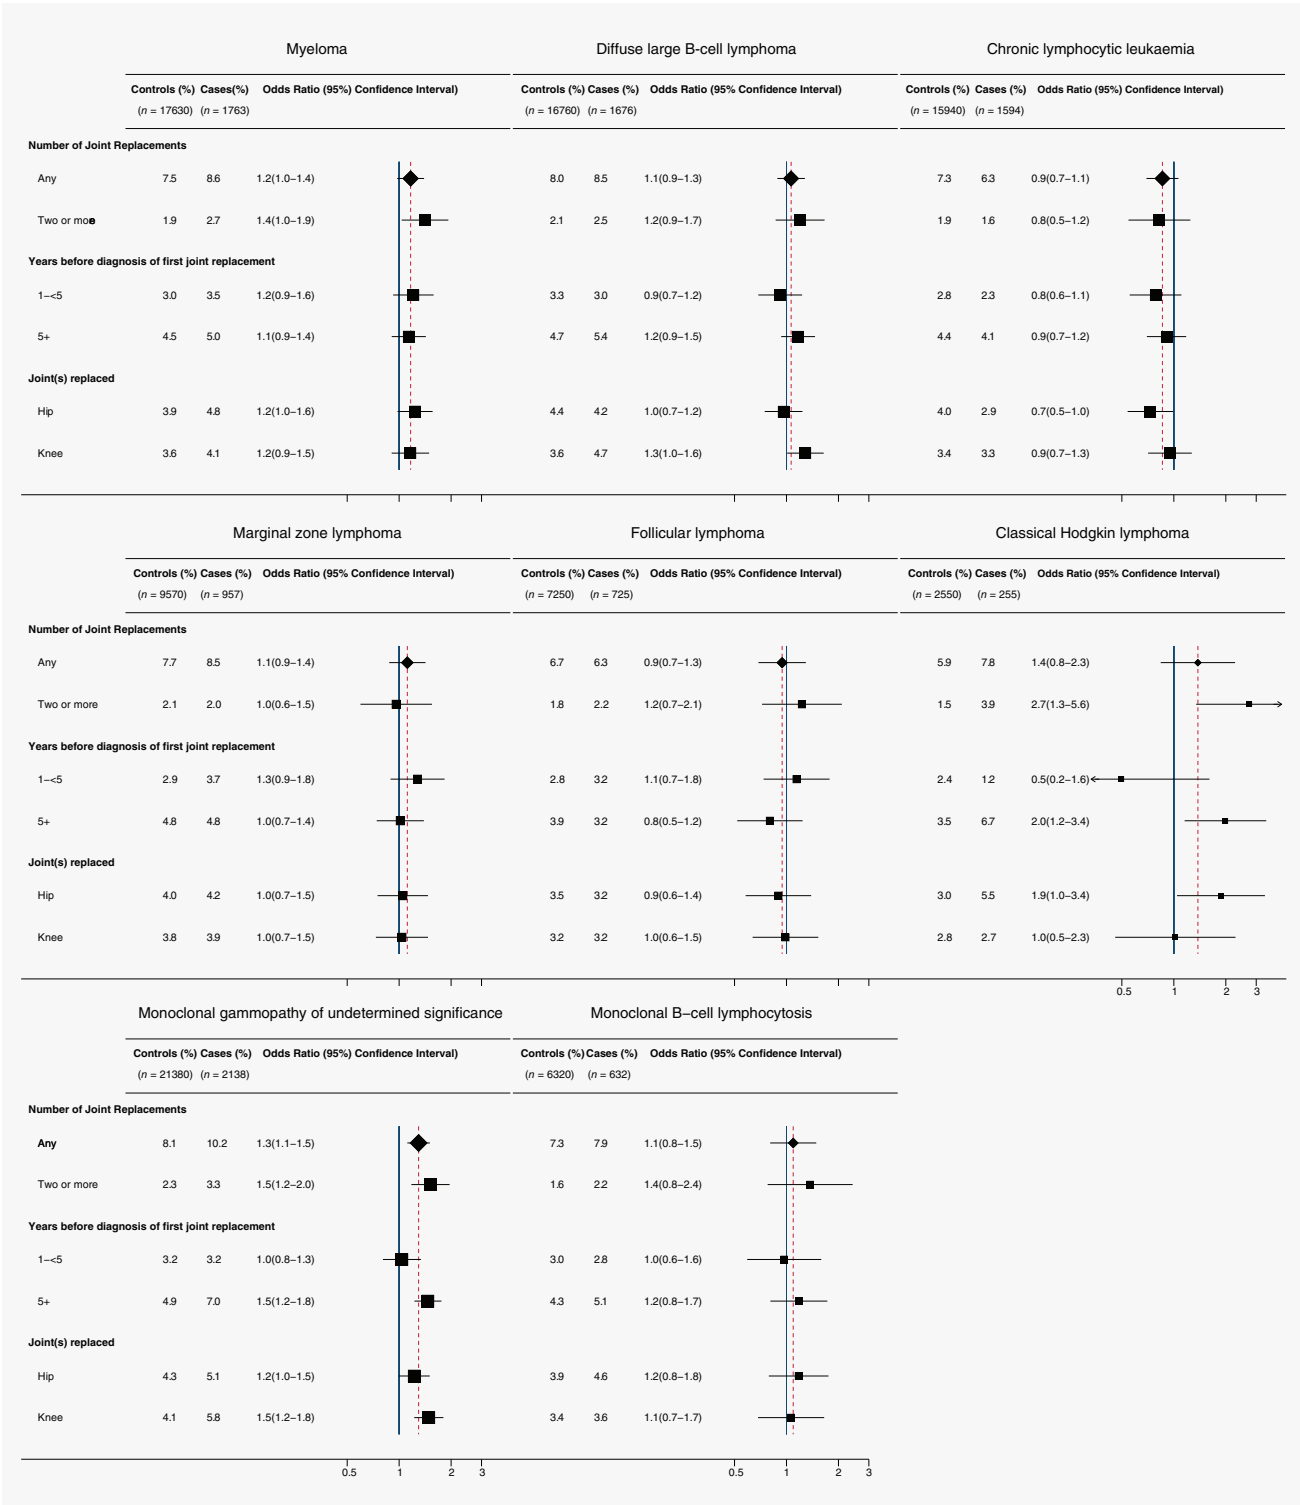 Myeloma Diffuse large B-cell lymphoma Chronic lymphocytic leukaemia
Controls (%) Cases(%) Odds Ratio (95%) Confidence Interval) Controls (%) Cases (%) Odds Ratio (95% Confidence Interval) Controls (%) Cases (%) Odds Ratio (95%) Confidence Interval)
(n = 17630) (n = 1763) (n = 16760) (n = 1676) (n = 15940) (n = 1594)
Number of Joint Replacements
Any 7.5 8.6 1.2(1.0–1.4) 8.0 8.5 1.1(0.9–1.3) 7.3 6.3 0.9(0.7–1.1)
Two or more 1.9 2.7 1.4(1.0–1.9) 2.1 2.5 1.2(0.9–1.7) 1.9 1.6 0.8(0.5–1.2)
Years before diagnosis of first joint replacement
1–<5 3.0 3.5 1.2(0.9–1.6) 3.3 3.0 0.9(0.7–1.2) 2.8 2.3 0.8(0.6–1.1)
5+ 4.5 5.0 1.1(0.9–1.4) 4.7 5.4 1.2(0.9–1.5) 4.4 4.1 0.9(0.7–1.2)
Joint(s) replaced
Hip 3.9 4.8 1.2(1.0–1.6) 4.4 4.2 1.0(0.7–1.2) 4.0 2.9 0.7(0.5–1.0)
Knee 3.6 4.1 1.2(0.9–1.5) 3.6 4.7 1.3(1.0–1.6) 3.4 3.3 0.9(0.7–1.3)
Marginal zone lymphoma Follicular lymphoma Classical Hodgkin lymphoma
Controls (%) Cases (%) Odds Ratio (95% Confidence Interval) Controls (%) Cases (%) Odds Ratio (95% Confidence Interval) Controls (%) Cases (%) Odds Ratio (95% Confidence Interval)
(n = 9570) (n = 957) (n = 7250) (n = 725) (n = 2550) (n = 255)
Number of Joint Replacements
Any 7.7 8.5 1.1(0.9–1.4) 6.7 6.3 0.9(0.7–1.3) 5.9 7.8 1.4(0.8–2.3)
Two or more 2.1 2.0 1.0(0.6–1.5) 1.8 2.2 1.2(0.7–2.1) 1.5 3.9 2.7(1.3–5.6)
Years before diagnosis of first joint replacement
1–<5 2.9 3.7 1.3(0.9–1.8) 2.8 3.2 1.1(0.7–1.8) 2.4 1.2 0.5(0.2–1.6)
5+ 4.8 4.8 1.0(0.7–1.4) 3.9 3.2 0.8(0.5–1.2) 3.5 6.7 2.0(1.2–3.4)
Joint(s) replaced
Hip 4.0 4.2 1.0(0.7–1.5) 3.5 3.2 0.9(0.6–1.4) 3.0 5.5 1.9(1.0–3.4)
Knee 3.8 3.9 1.0(0.7–1.5) 3.2 3.2 1.0(0.6–1.5) 2.8 2.7 1.0(0.5–2.3)
0.5 1 2 3
Monoclonal gammopathy of undetermined significance Monoclonal B–cell lymphocytosis
Controls (%) Cases (%) Odds Ratio (95%) Confidence Interval) Controls (%) Cases (%) Odds Ratio (95% Confidence Interval)
(n = 21380) (n = 2138) (n = 6320) (n = 632)
Number of Joint Replacements
Any 8.1 10.2 1.3(1.1–1.5) 7.3 7.9 1.1(0.8–1.5)
Two or more 2.3 3.3 1.5(1.2–2.0) 1.6 2.2 1.4(0.8–2.4)
Years before diagnosis of first joint replacement
1–<5 3.2 3.2 1.0(0.8–1.3) 3.0 2.8 1.0(0.6–1.6)
5+ 4.9 7.0 1.5(1.2–1.8) 4.3 5.1 1.2(0.8–1.7)
Joint(s) replaced
Hip 4.3 5.1 1.2(1.0–1.5) 3.9 4.6 1.2(0.8–1.8)
Knee 4.1 5.8 1.5(1.2–1.8) 3.4 3.6 1.1(0.7–1.7)
0.5 1 2 3 0.5 1 2 3